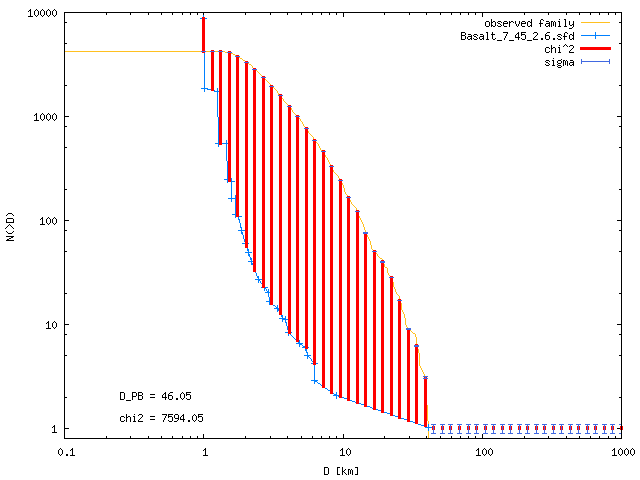 10000
1000
100
10
1
N(>D)
observed family
Basalt_7_45_2.6.sfd
chi^2
sigma
D_PB = 46.05
chi2 = 7594.05
0.1 1 10 100 1000
D [km]